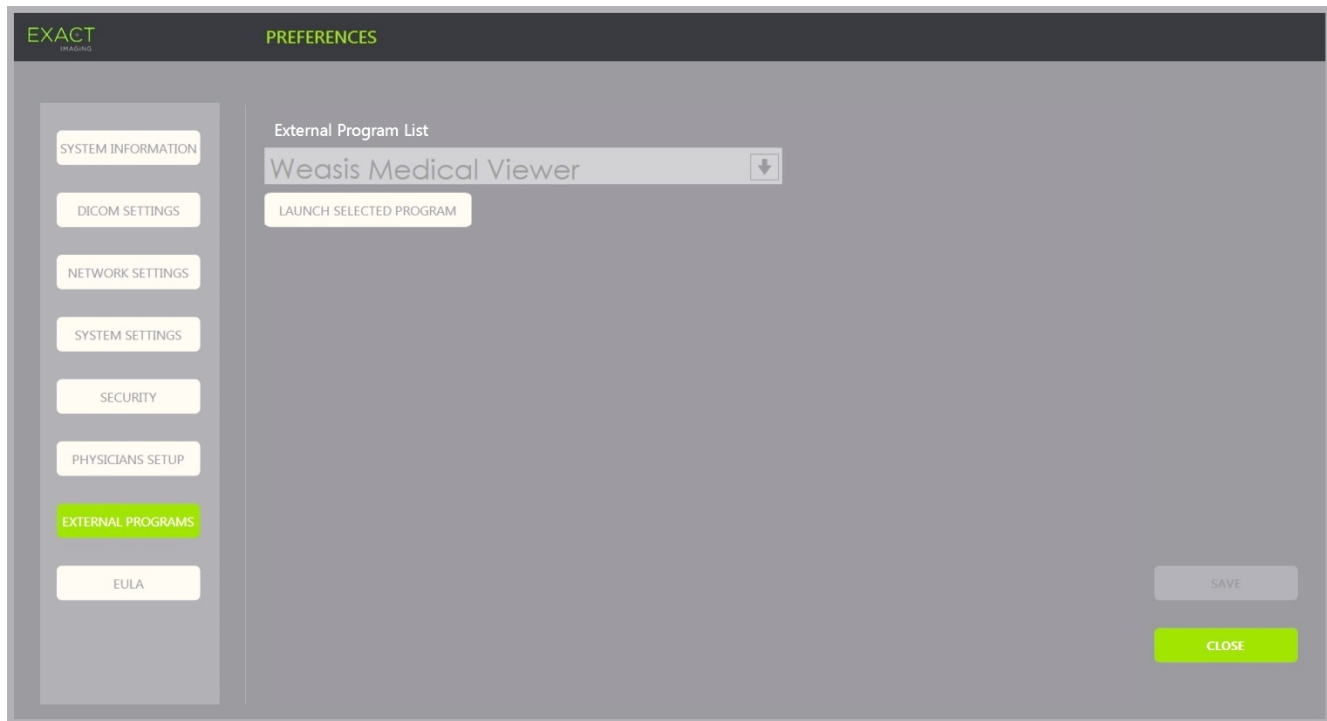 EXACT
IMAGING
PREFERENCES
SYSTEM INFORMATION
DICOM SETTINGS
NETWORK SETTINGS
SYSTEM SETTINGS
SECURITY
PHYSICIANS SETUP
EXTERNAL PROGRAMS
EULA
External Program List
Weasis Medical Viewer
LAUNCH SELECTED PROGRAM
SAVE
CLOSE